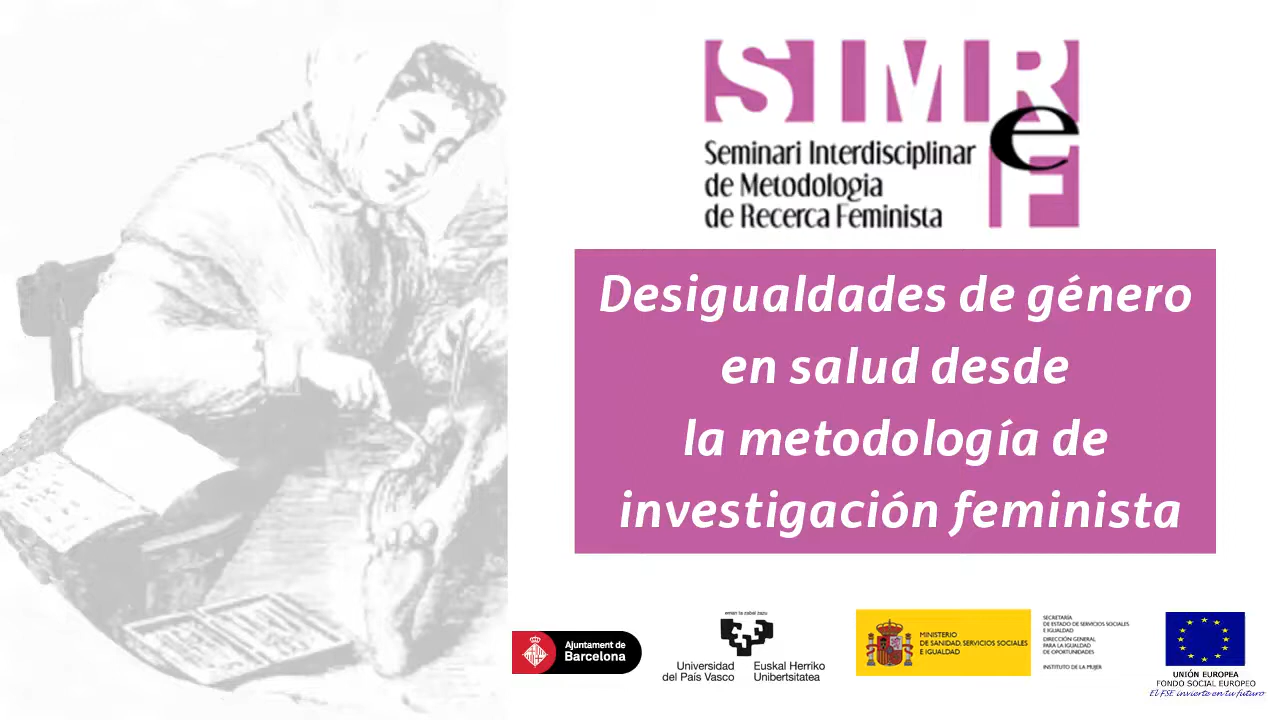 SIMReF
Seminari Interdisciplinar
de Metodologia
de Recerca Feminista
Desigualdades de género
en salud desde
la metodología de
investigación feminista
Ajuntament de
Barcelona
eman ta zabal zazu
Universidad
del País Vasco
Euskal Herriko
Unibertsitatea
MINISTERIO
DE SANIDAD, SERVICIOS SOCIALES
E IGUALDAD
SECRETARÍA
DE ESTADO DE SERVICIOS SOCIALES
E IGUALDAD
DIRECCIÓN GENERAL
PARA LA IGUALDAD
DE OPORTUNIDADES
INSTITUTO DE LA MUJER
UNIÓN EUROPEA
FONDO SOCIAL EUROPEO
El FSE invierte en tu futuro